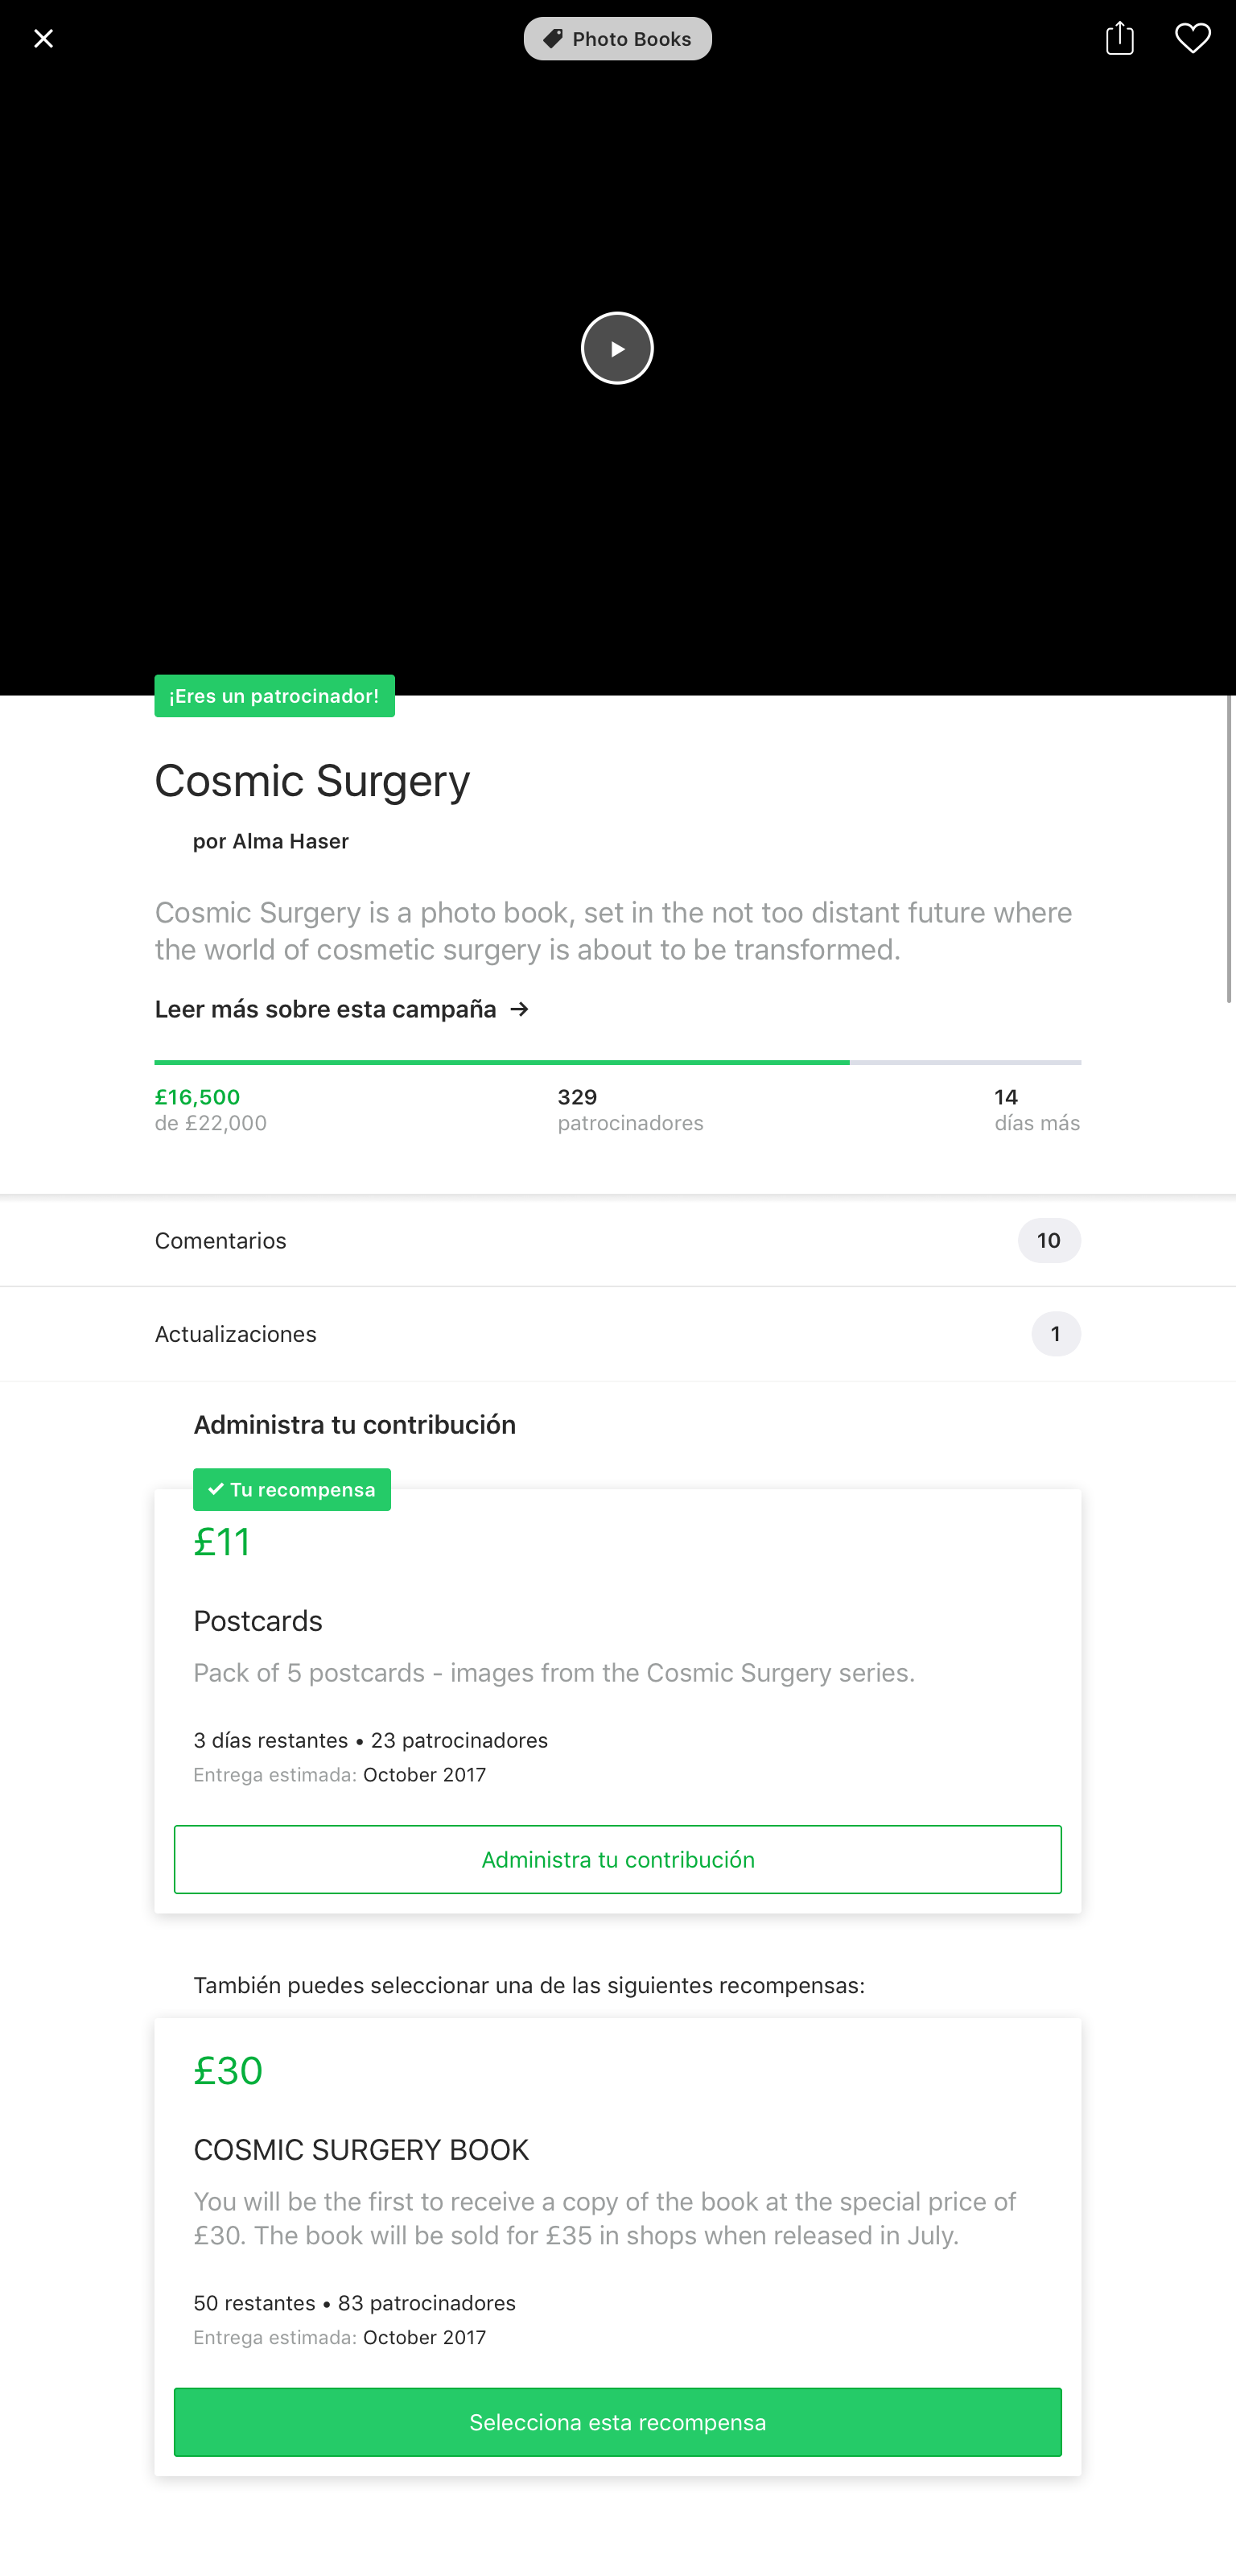 Photo Books
¡Eres un patrocinador!
Cosmic Surgery
por Alma Haser
Cosmic Surgery is a photo book, set in the not too distant future where
the world of cosmetic surgery is about to be transformed.
Leer más sobre esta campaña →
£16,500
de £22,000
329
patrocinadores
14
días más
Comentarios
10
Actualizaciones
1
Administra tu contribución
✔ Tu recompensa
£11
Postcards
Pack of 5 postcards - images from the Cosmic Surgery series.
3 días restantes • 23 patrocinadores
Entrega estimada: October 2017
Administra tu contribución
También puedes seleccionar una de las siguientes recompensas:
£30
COSMIC SURGERY BOOK
You will be the first to receive a copy of the book at the special price of
£30. The book will be sold for £35 in shops when released in July.
50 restantes • 83 patrocinadores
Entrega estimada: October 2017
Selecciona esta recompensa